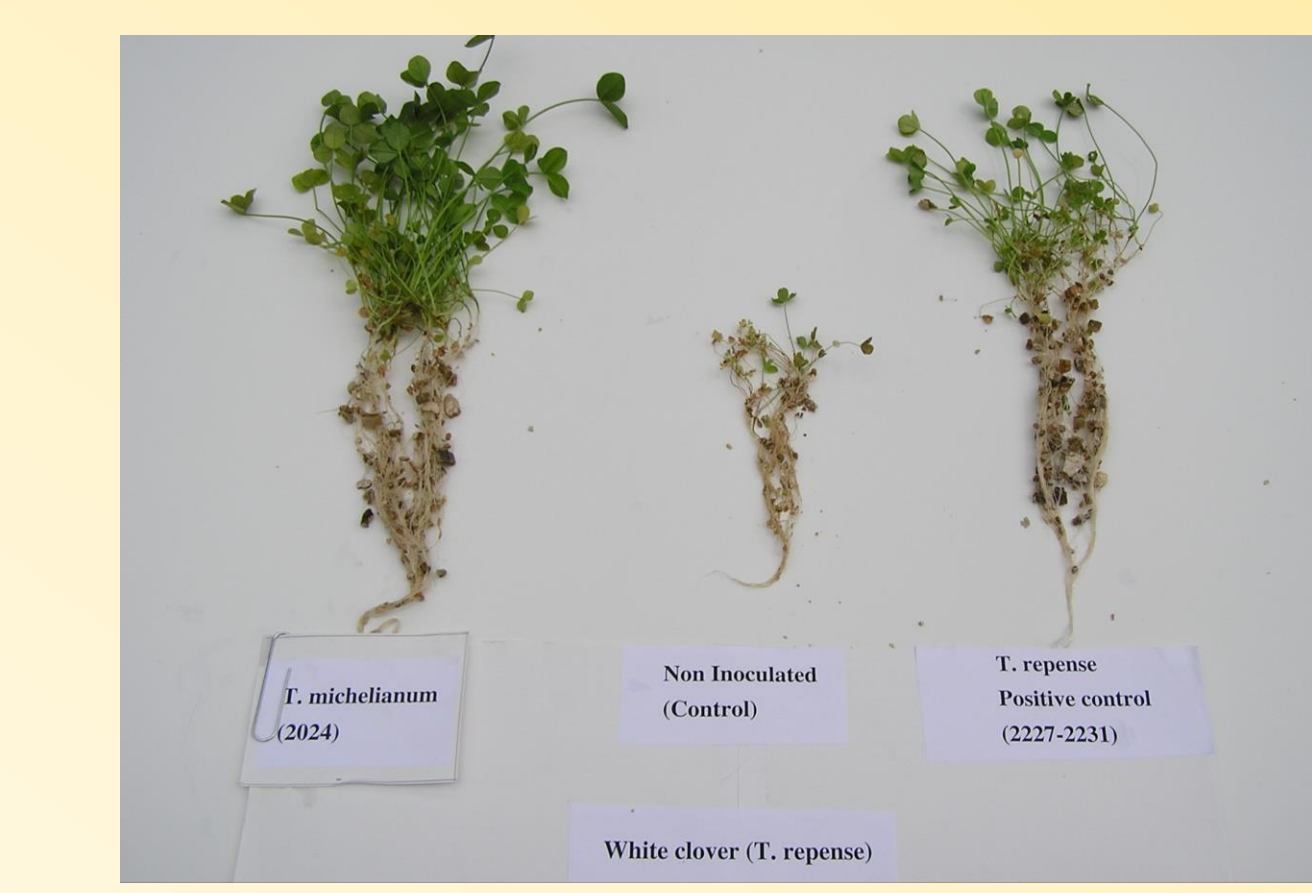 T. michelianum
(2024)
Non Inoculated
(Control)
T. repense
Positive control
(2227-2231)
White clover (T. repense)